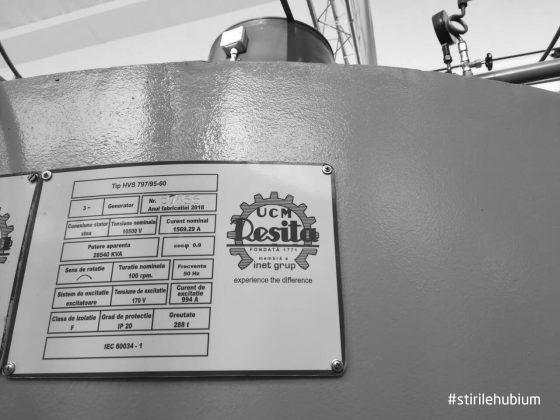 Tip HVS 797/95-60
3~
Generator
Nr.
Anul fabricatiei 2018
Conexiune stator
stea
Tensiune nominala
10500 V
Curent nominal
1569.29 A
Putere aparenta
28540 KVA
cosφ 0.9
Sens de rotatie
Turatie nominala
100 rpm.
Frecventa
50 Hz
Sistem de excitatie
excitatoare
Tensiune de excitatie
170 V
Curent de
excitatie
994 A
Clasa de izolatie
F
Grad de protectie
IP 20
Greutate
288 t
IEC 60034 - 1
UCM
Resita
FONDATĂ 1771
membră a
inet grup
experience the difference
#stirilehubium